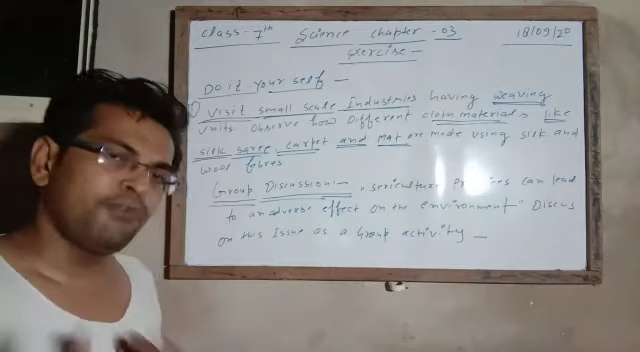 Class - 7th Science chapter - 03 18/09/20
Exercise -
Do it your self -
1) Visit small scale Industries having weaving
units observe how different cloth materials like
silk saree, carpet and mat are made using silk and
wool fibres
Group Discussion :- "sericulture can lead
to an adverse effect on the environment" Discuss
on this Issue as a Group activity -